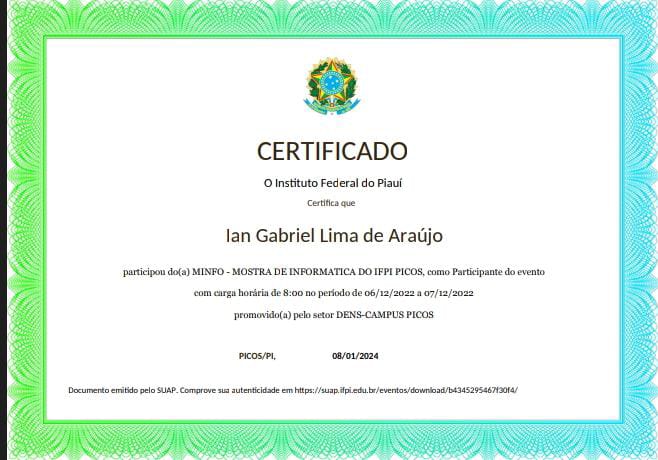 CERTIFICADO
O Instituto Federal do Piauí
Certifica que
Ian Gabriel Lima de Araújo
participou do(a) MINFO - MOSTRA DE INFORMATICA DO IFPI PICOS, como Participante do evento
com carga horária de 8:00 no período de 06/12/2022 a 07/12/2022
promovido(a) pelo setor DENS-CAMPUS PICOS
PICOS/PI, 08/01/2024
Documento emitido pelo SUAP. Comprove sua autenticidade em https://suap.ifpi.edu.br/eventos/download/b4345295467f30f4/